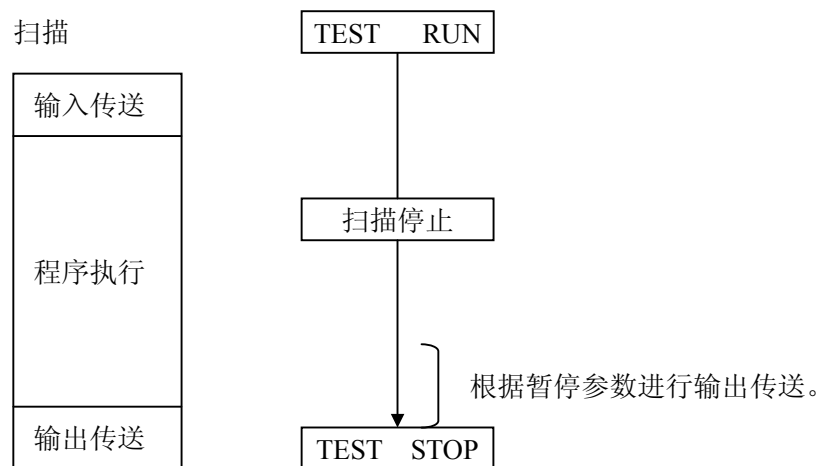 扫描
TEST RUN
输入传送
扫描停止
程序执行
根据暂停参数进行输出传送。
输出传送
TEST STOP